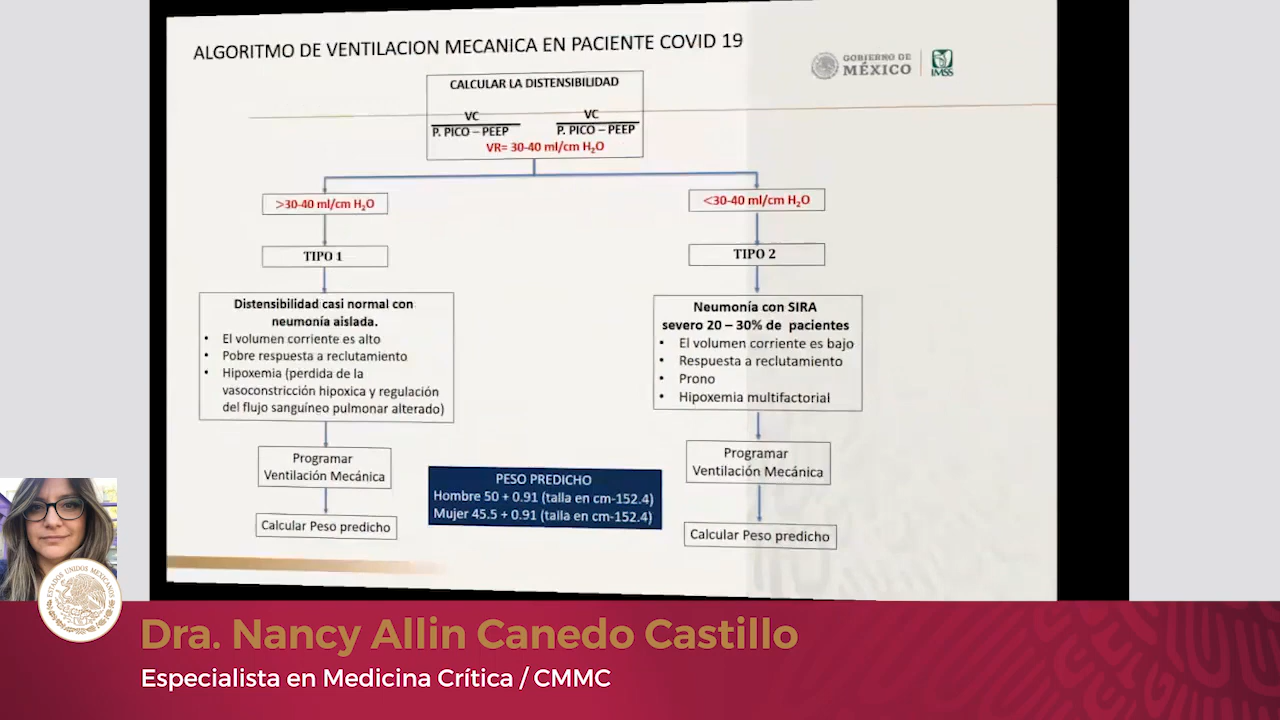 ALGORITMO DE VENTILACION MECANICA EN PACIENTE COVID 19
GOBIERNO DE
MÉXICO
IMSS
CALCULAR LA DISTENSIBILIDAD
VC
P. PICO – PEEP
VC
P. PICO – PEEP
VR= 30-40 ml/cm H₂O
>30-40 ml/cm H₂O
<30-40 ml/cm H₂O
TIPO 1
TIPO 2
Distensibilidad casi normal con
neumonía aislada.
• El volumen corriente es alto
• Pobre respuesta a reclutamiento
• Hipoxemia (perdida de la
vasoconstricción hipoxica y regulación
del flujo sanguíneo pulmonar alterado)
Neumonía con SIRA
severo 20 – 30% de pacientes
• El volumen corriente es bajo
• Respuesta a reclutamiento
• Prono
• Hipoxemia multifactorial
Programar
Ventilación Mecánica
Programar
Ventilación Mecánica
PESO PREDICHO
Hombre 50 + 0.91 (talla en cm-152.4)
Mujer 45.5 + 0.91 (talla en cm-152.4)
Calcular Peso predicho
Calcular Peso predicho
ESTADOS UNIDOS MEXICANOS
Dra. Nancy Allin Canedo Castillo
Especialista en Medicina Crítica / CMMC